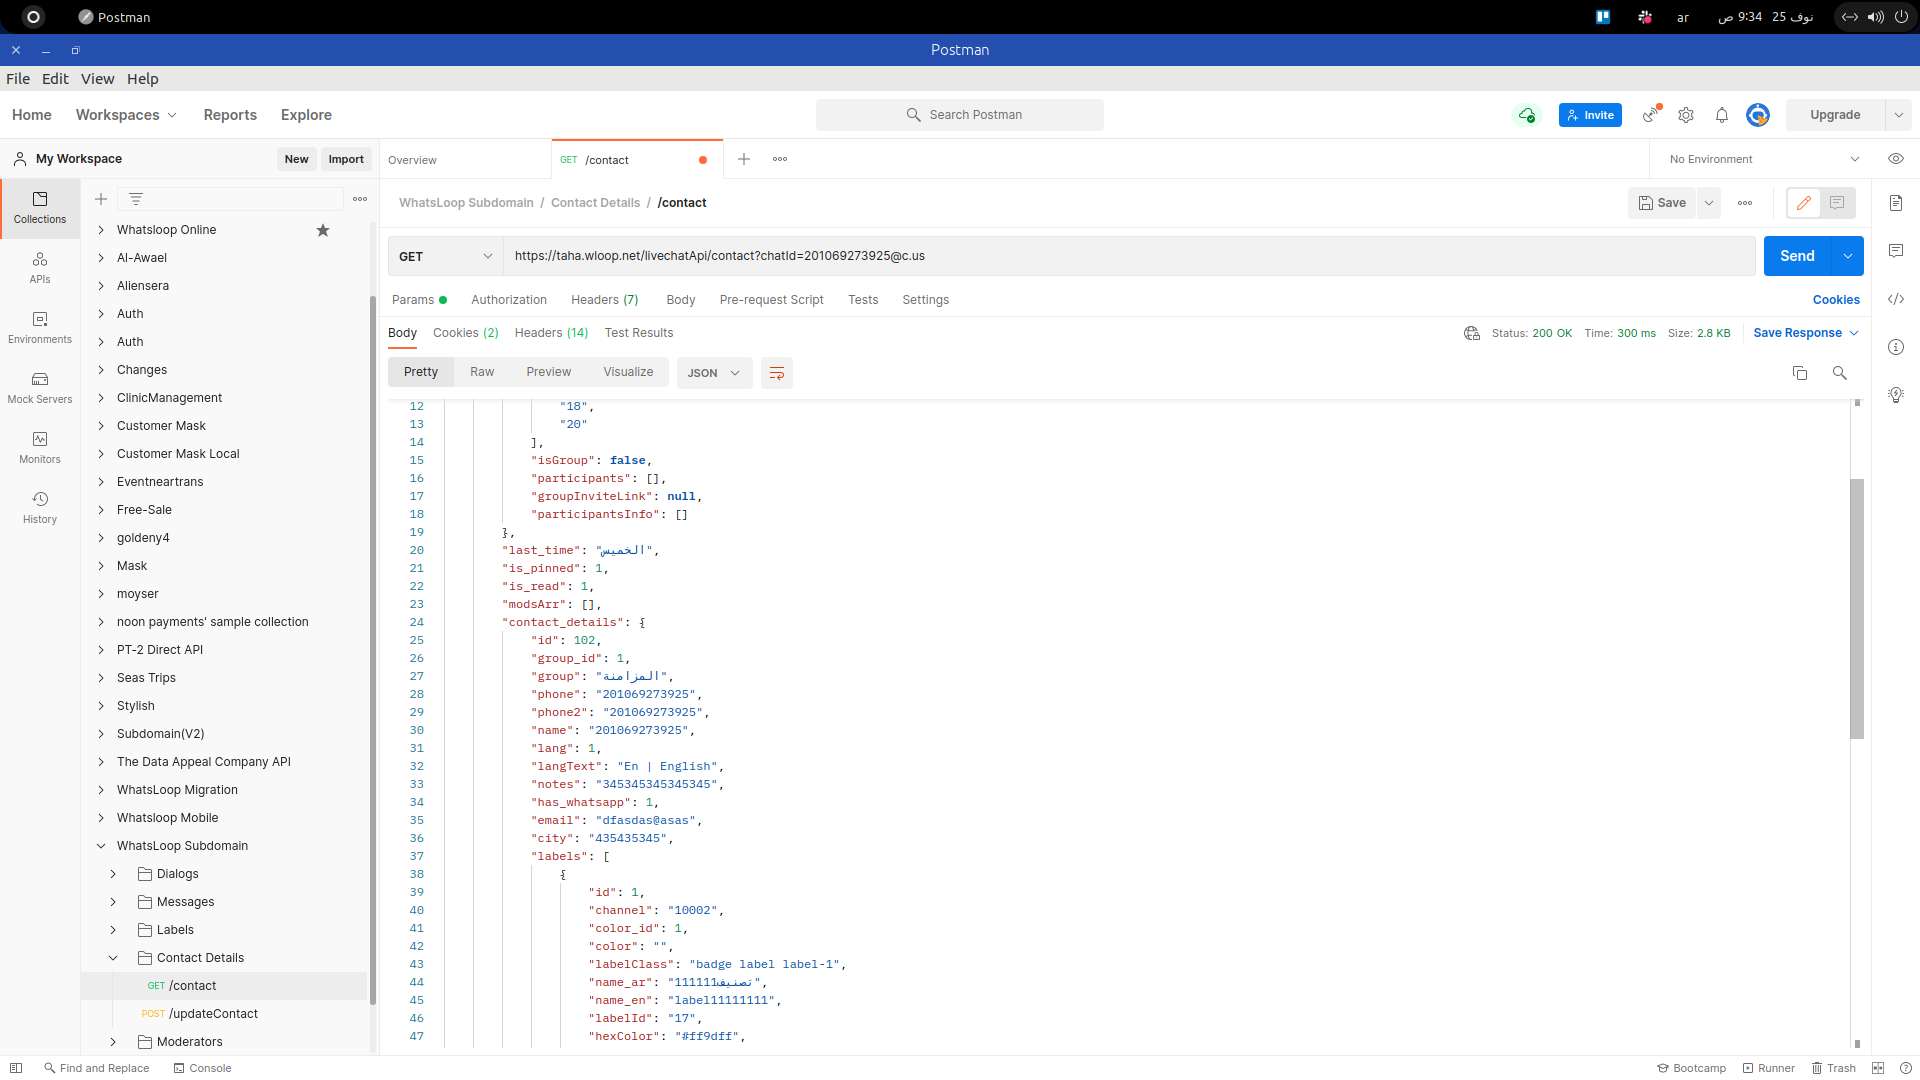 Postman
ar
نوف 25 9:34 ص
Postman
File Edit View Help
Home Workspaces Reports Explore
Search Postman
Invite
Upgrade
My Workspace
New
Import
Overview
GET /contact
No Environment
Collections
APIs
Environments
Mock Servers
Monitors
History
Whatsloop Online
Al-Awael
Aliensera
Auth
Auth
Changes
ClinicManagement
Customer Mask
Customer Mask Local
Eventneartrans
Free-Sale
goldeny4
Mask
moyser
noon payments' sample collection
PT-2 Direct API
Seas Trips
Stylish
Subdomain(V2)
The Data Appeal Company API
WhatsLoop Migration
Whatsloop Mobile
WhatsLoop Subdomain
Dialogs
Messages
Labels
Contact Details
GET /contact
POST /updateContact
Moderators
WhatsLoop Subdomain / Contact Details / /contact
Save
GET
https://taha.wloop.net/livechatApi/contact?chatId=201069273925@c.us
Send
Params Authorization Headers (7) Body Pre-request Script Tests Settings
Cookies
Body Cookies (2) Headers (14) Test Results
Status: 200 OK Time: 300 ms Size: 2.8 KB
Save Response
Pretty Raw Preview Visualize
JSON
12 "18",
13 "20"
14 ],
15 "isGroup": false,
16 "participants": [],
17 "groupInviteLink": null,
18 "participantsInfo": []
19 },
20 "last_time": "الخميس",
21 "is_pinned": 1,
22 "is_read": 1,
23 "modsArr": [],
24 "contact_details": {
25 "id": 102,
26 "group_id": 1,
27 "group": "المزامنة",
28 "phone": "201069273925",
29 "phone2": "201069273925",
30 "name": "201069273925",
31 "lang": 1,
32 "langText": "En | English",
33 "notes": "345345345345345",
34 "has_whatsapp": 1,
35 "email": "dfasdas@asas",
36 "city": "435435345",
37 "labels": [
38 {
39 "id": 1,
40 "channel": "10002",
41 "color_id": 1,
42 "color": "",
43 "labelClass": "badge label label-1",
44 "name_ar": "تصنيف111111",
45 "name_en": "label11111111",
46 "labelId": "17",
47 "hexColor": "#ff9dff",
Find and Replace
Console
Bootcamp
Runner
Trash